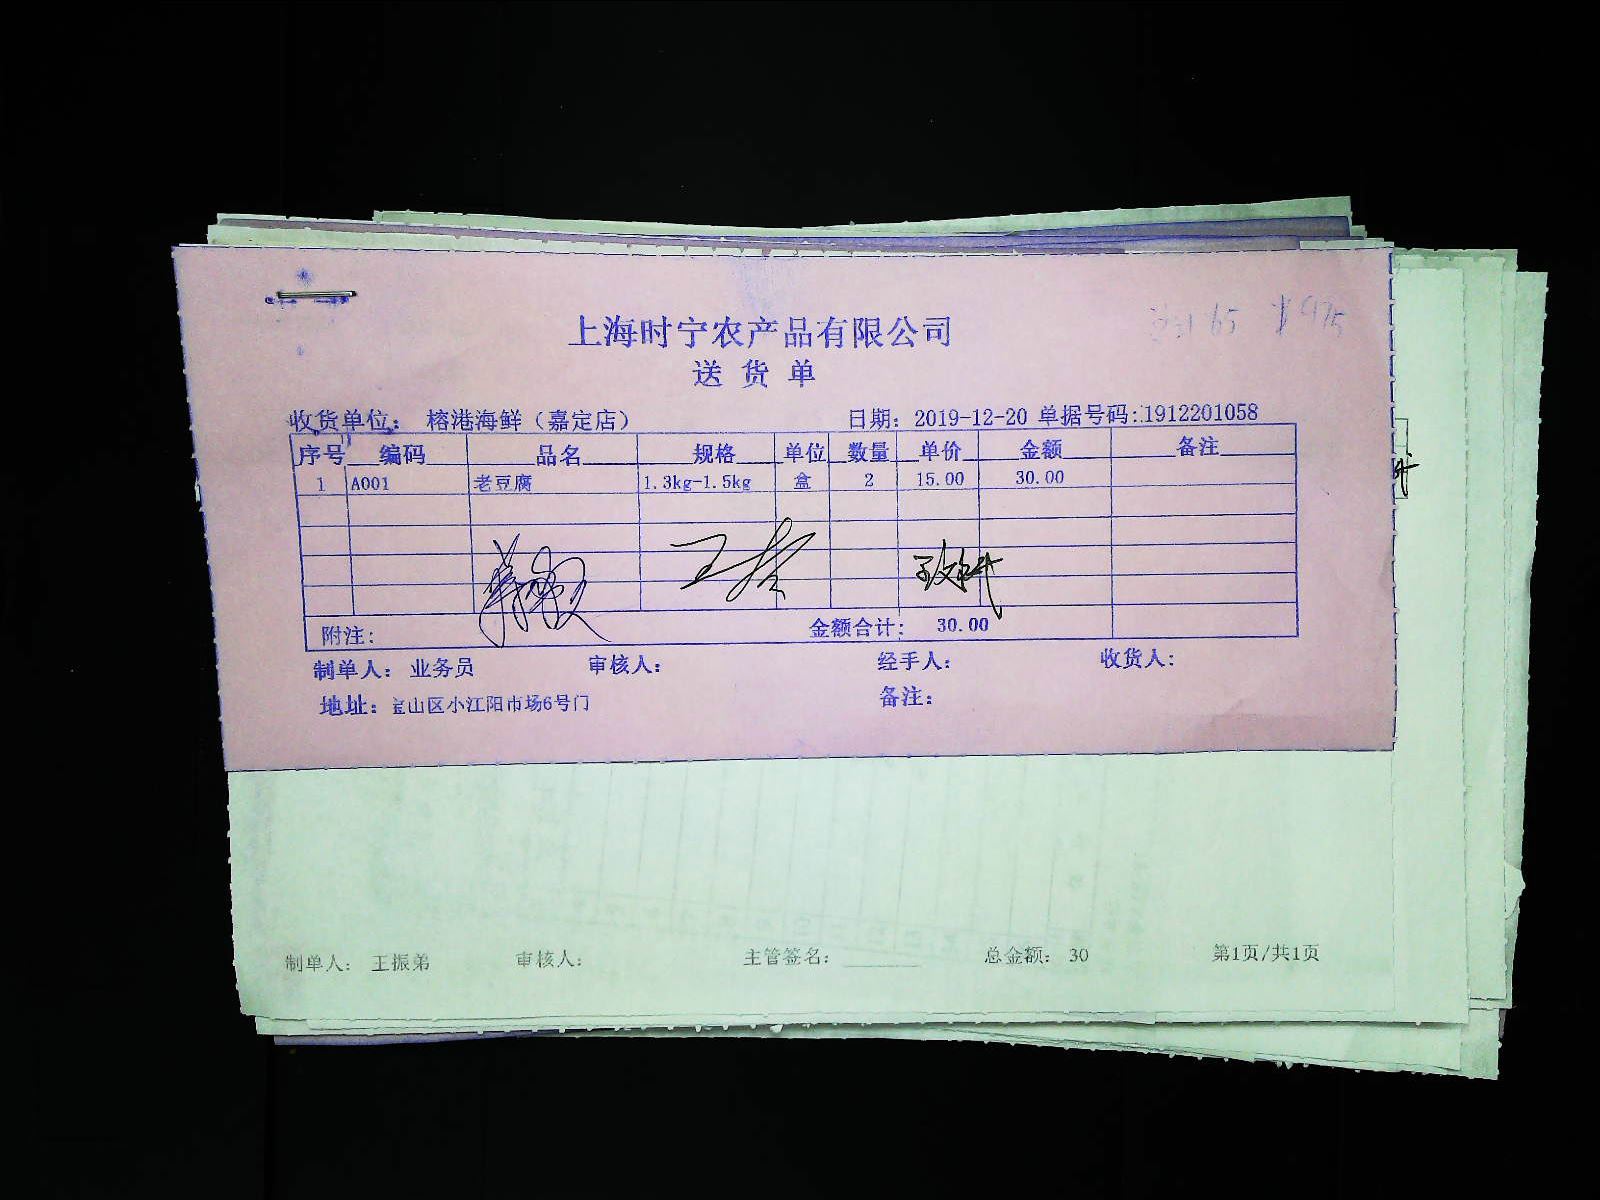 上海时宁农产品有限公司
送货单
收货单位： 榕港海鲜（嘉定店） 日期：2019-12-20 单据号码：1912201058
序号 编码 品名 规格 单位 数量 单价 金额 备注
1 A001 老豆腐 1.3kg-1.5kg 盒 2 15.00 30.00
附注： 金额合计： 30.00
制单人： 业务员 审核人： 经手人： 收货人：
地址：宝山区小江阳市场6号门 备注：
制单人： 王振弟 审核人： 主管签名： 总金额： 30 第1页/共1页